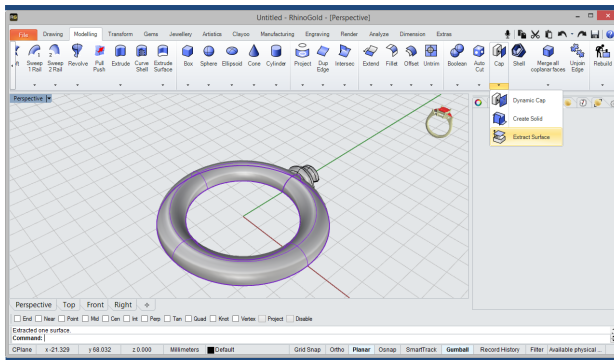 Untitled - RhinoGold - [Perspective]
File Drawing Modelling Transform Gems Jewellery Artistics Clayoo Manufacturing Engraving Render Analyze Dimension Extras
Sweep 1 Rail Sweep 2 Rail Revolve Pull Push Extrude Curve Shell Extrude Surface Box Sphere Ellipsoid Cone Cylinder Project Dup Edge Intersec Extend Fillet Offset Untrim Boolean Auto Cut Cap Shell Merge all coplanar faces Unjoin Edge Rebuild
Perspective
Dynamic Cap
Create Solid
Extract Surface
Perspective Top Front Right
End Near Point Mid Cen Int Perp Tan Quad Knot Vertex Project Disable
Extracted one surface.
Command:
CPlane x -21.329 y 68.032 z 0.000 Millimeters Default Grid Snap Ortho Planar Osnap SmartTrack Gumball Record History Filter Available physical ...